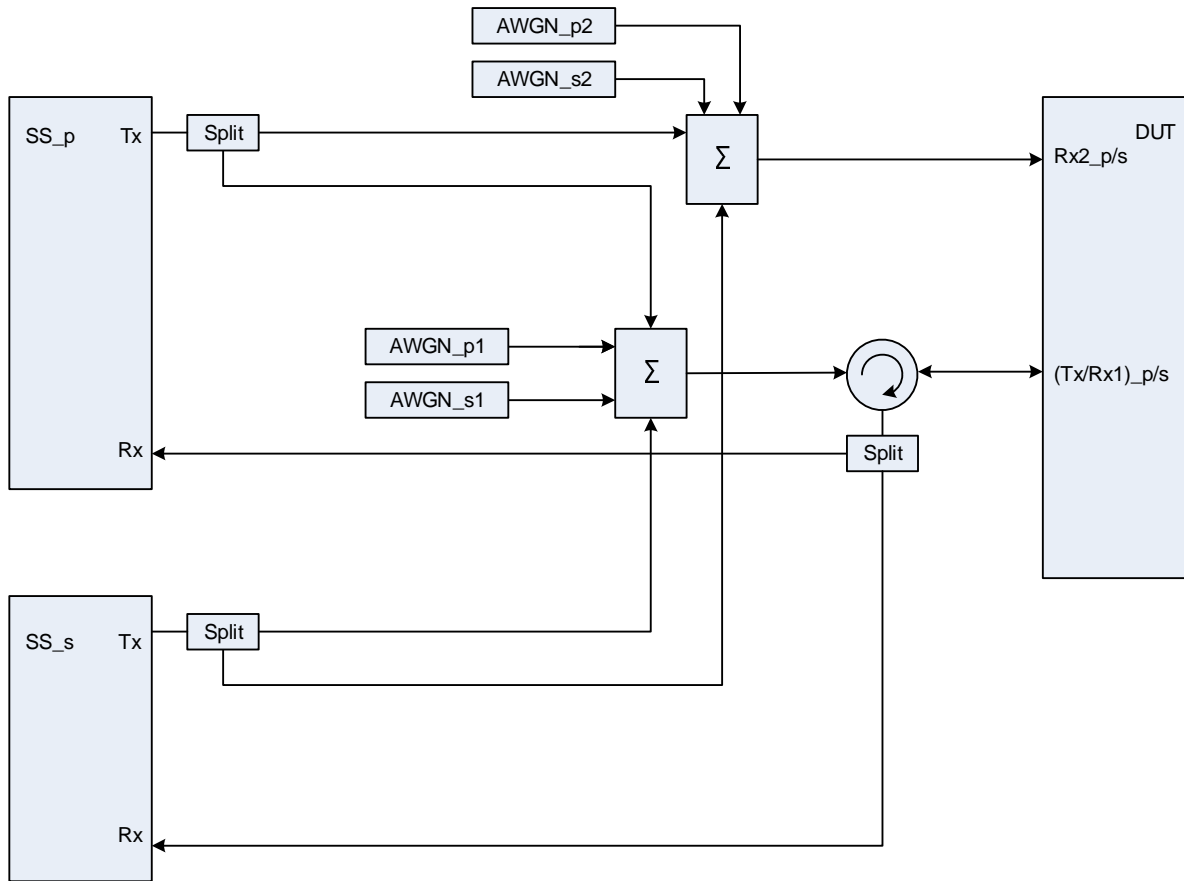 AWGN_p2
AWGN_s2
SS_p
Tx
Split
Σ
DUT
Rx2_p/s
AWGN_p1
AWGN_s1
Σ
(Tx/Rx1)_p/s
Rx
Split
SS_s
Tx
Split
Rx